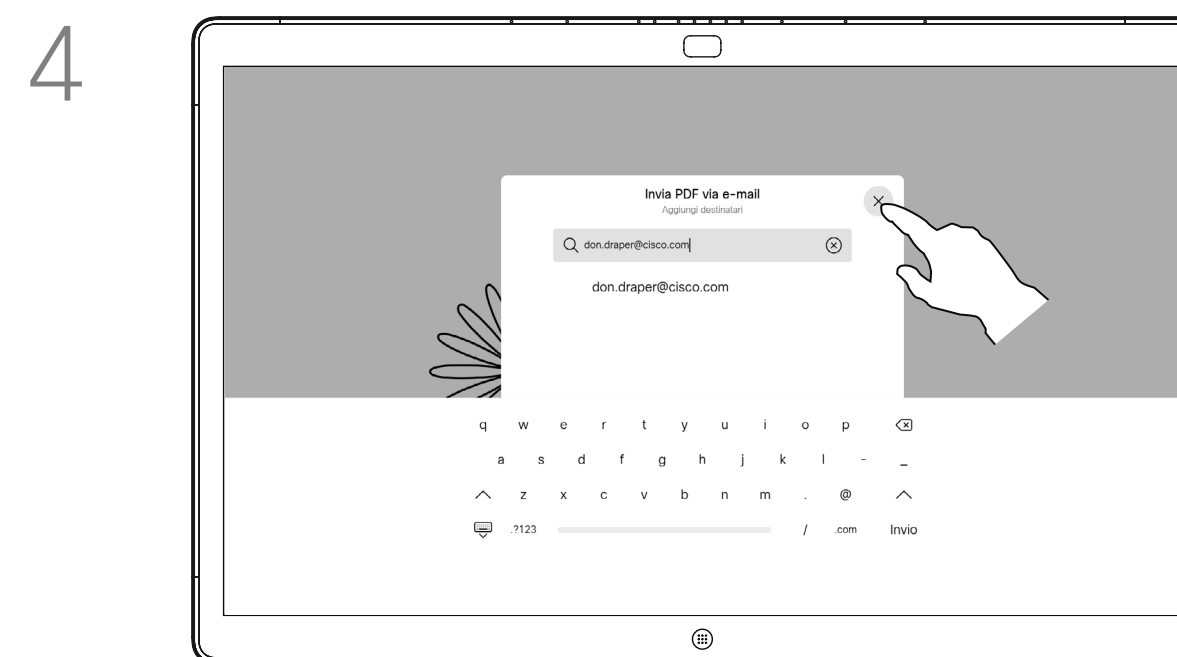 4
Invia PDF via e-mail
Aggiungi destinatari
don.draper@cisco.com
don.draper@cisco.com
q w e r t y u i o p
a s d f g h j k l - _
z x c v b n m . @
.?123 / .com Invio